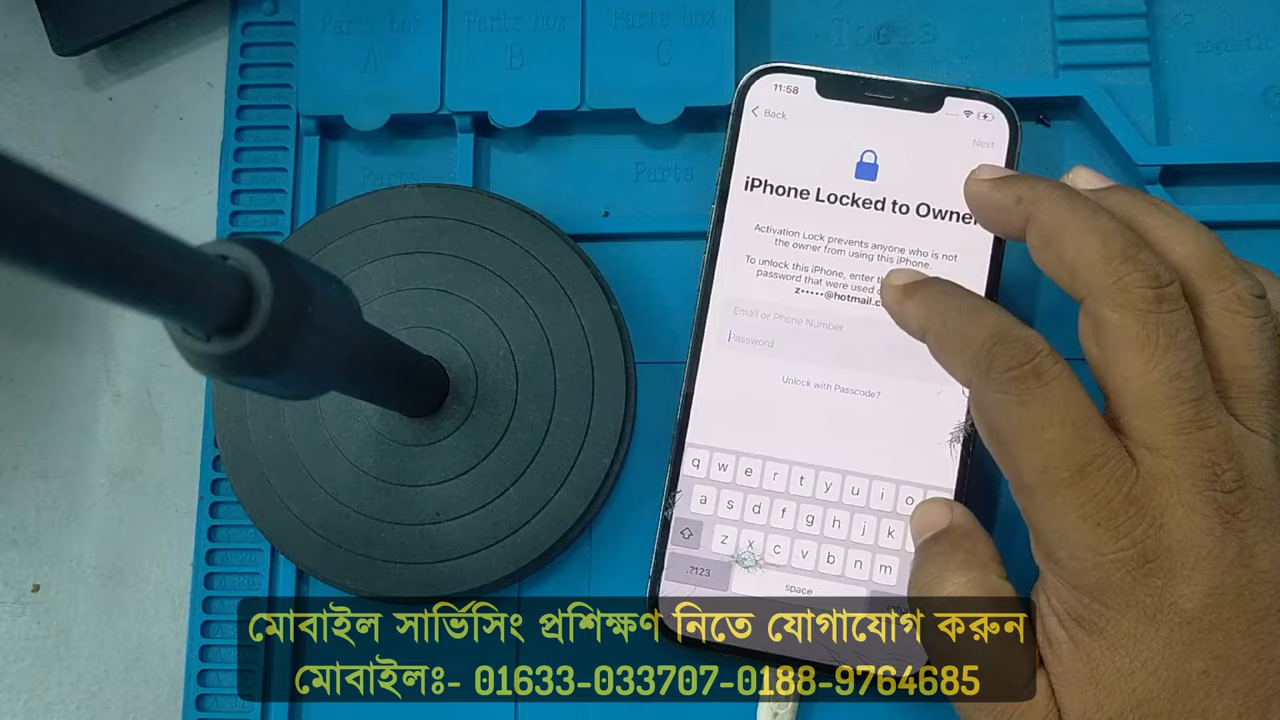 Parts box
A
Parts box
B
Parts box
C
Tools
magnetic
Parts
Parts
11:58
Back
Next
iPhone Locked to Owner
Activation Lock prevents anyone who is not
the owner from using this iPhone.
To unlock this iPhone, enter
password that were used
z•••••@hotmail.c
Email or Phone Number
Password
Unlock with Passcode?
q w e r t y u i o
a s d f g h j k
z x c v b n m
.?123
space
মোবাইল সার্ভিসিং প্রশিক্ষণ নিতে যোগাযোগ করুন
মোবাইলঃ- 01633-033707-0188-9764685